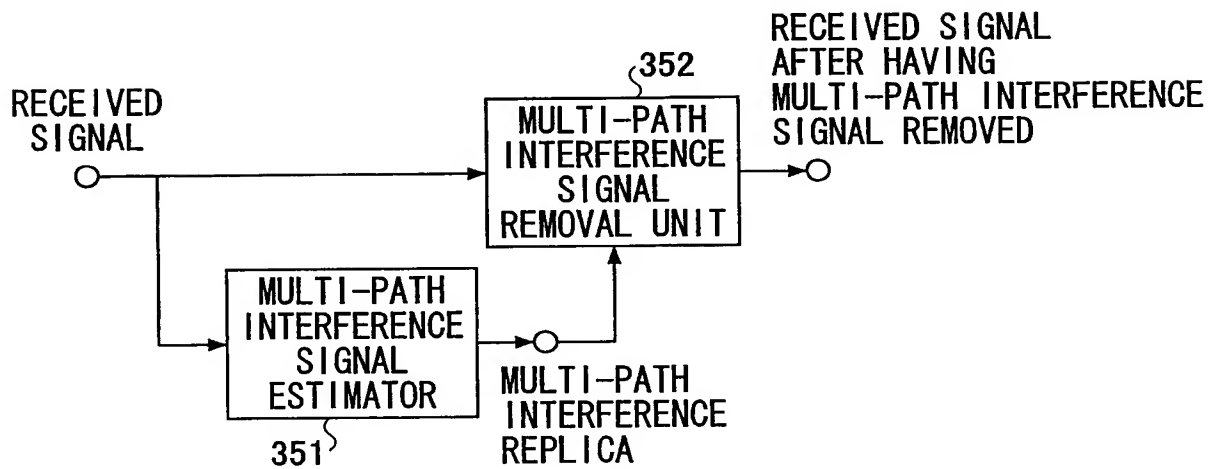 RECEIVED
SIGNAL
352
MULTI-PATH
INTERFERENCE
SIGNAL
REMOVAL UNIT
RECEIVED SIGNAL
AFTER HAVING
MULTI-PATH INTERFERENCE
SIGNAL REMOVED
MULTI-PATH
INTERFERENCE
SIGNAL
ESTIMATOR
351
MULTI-PATH
INTERFERENCE
REPLICA